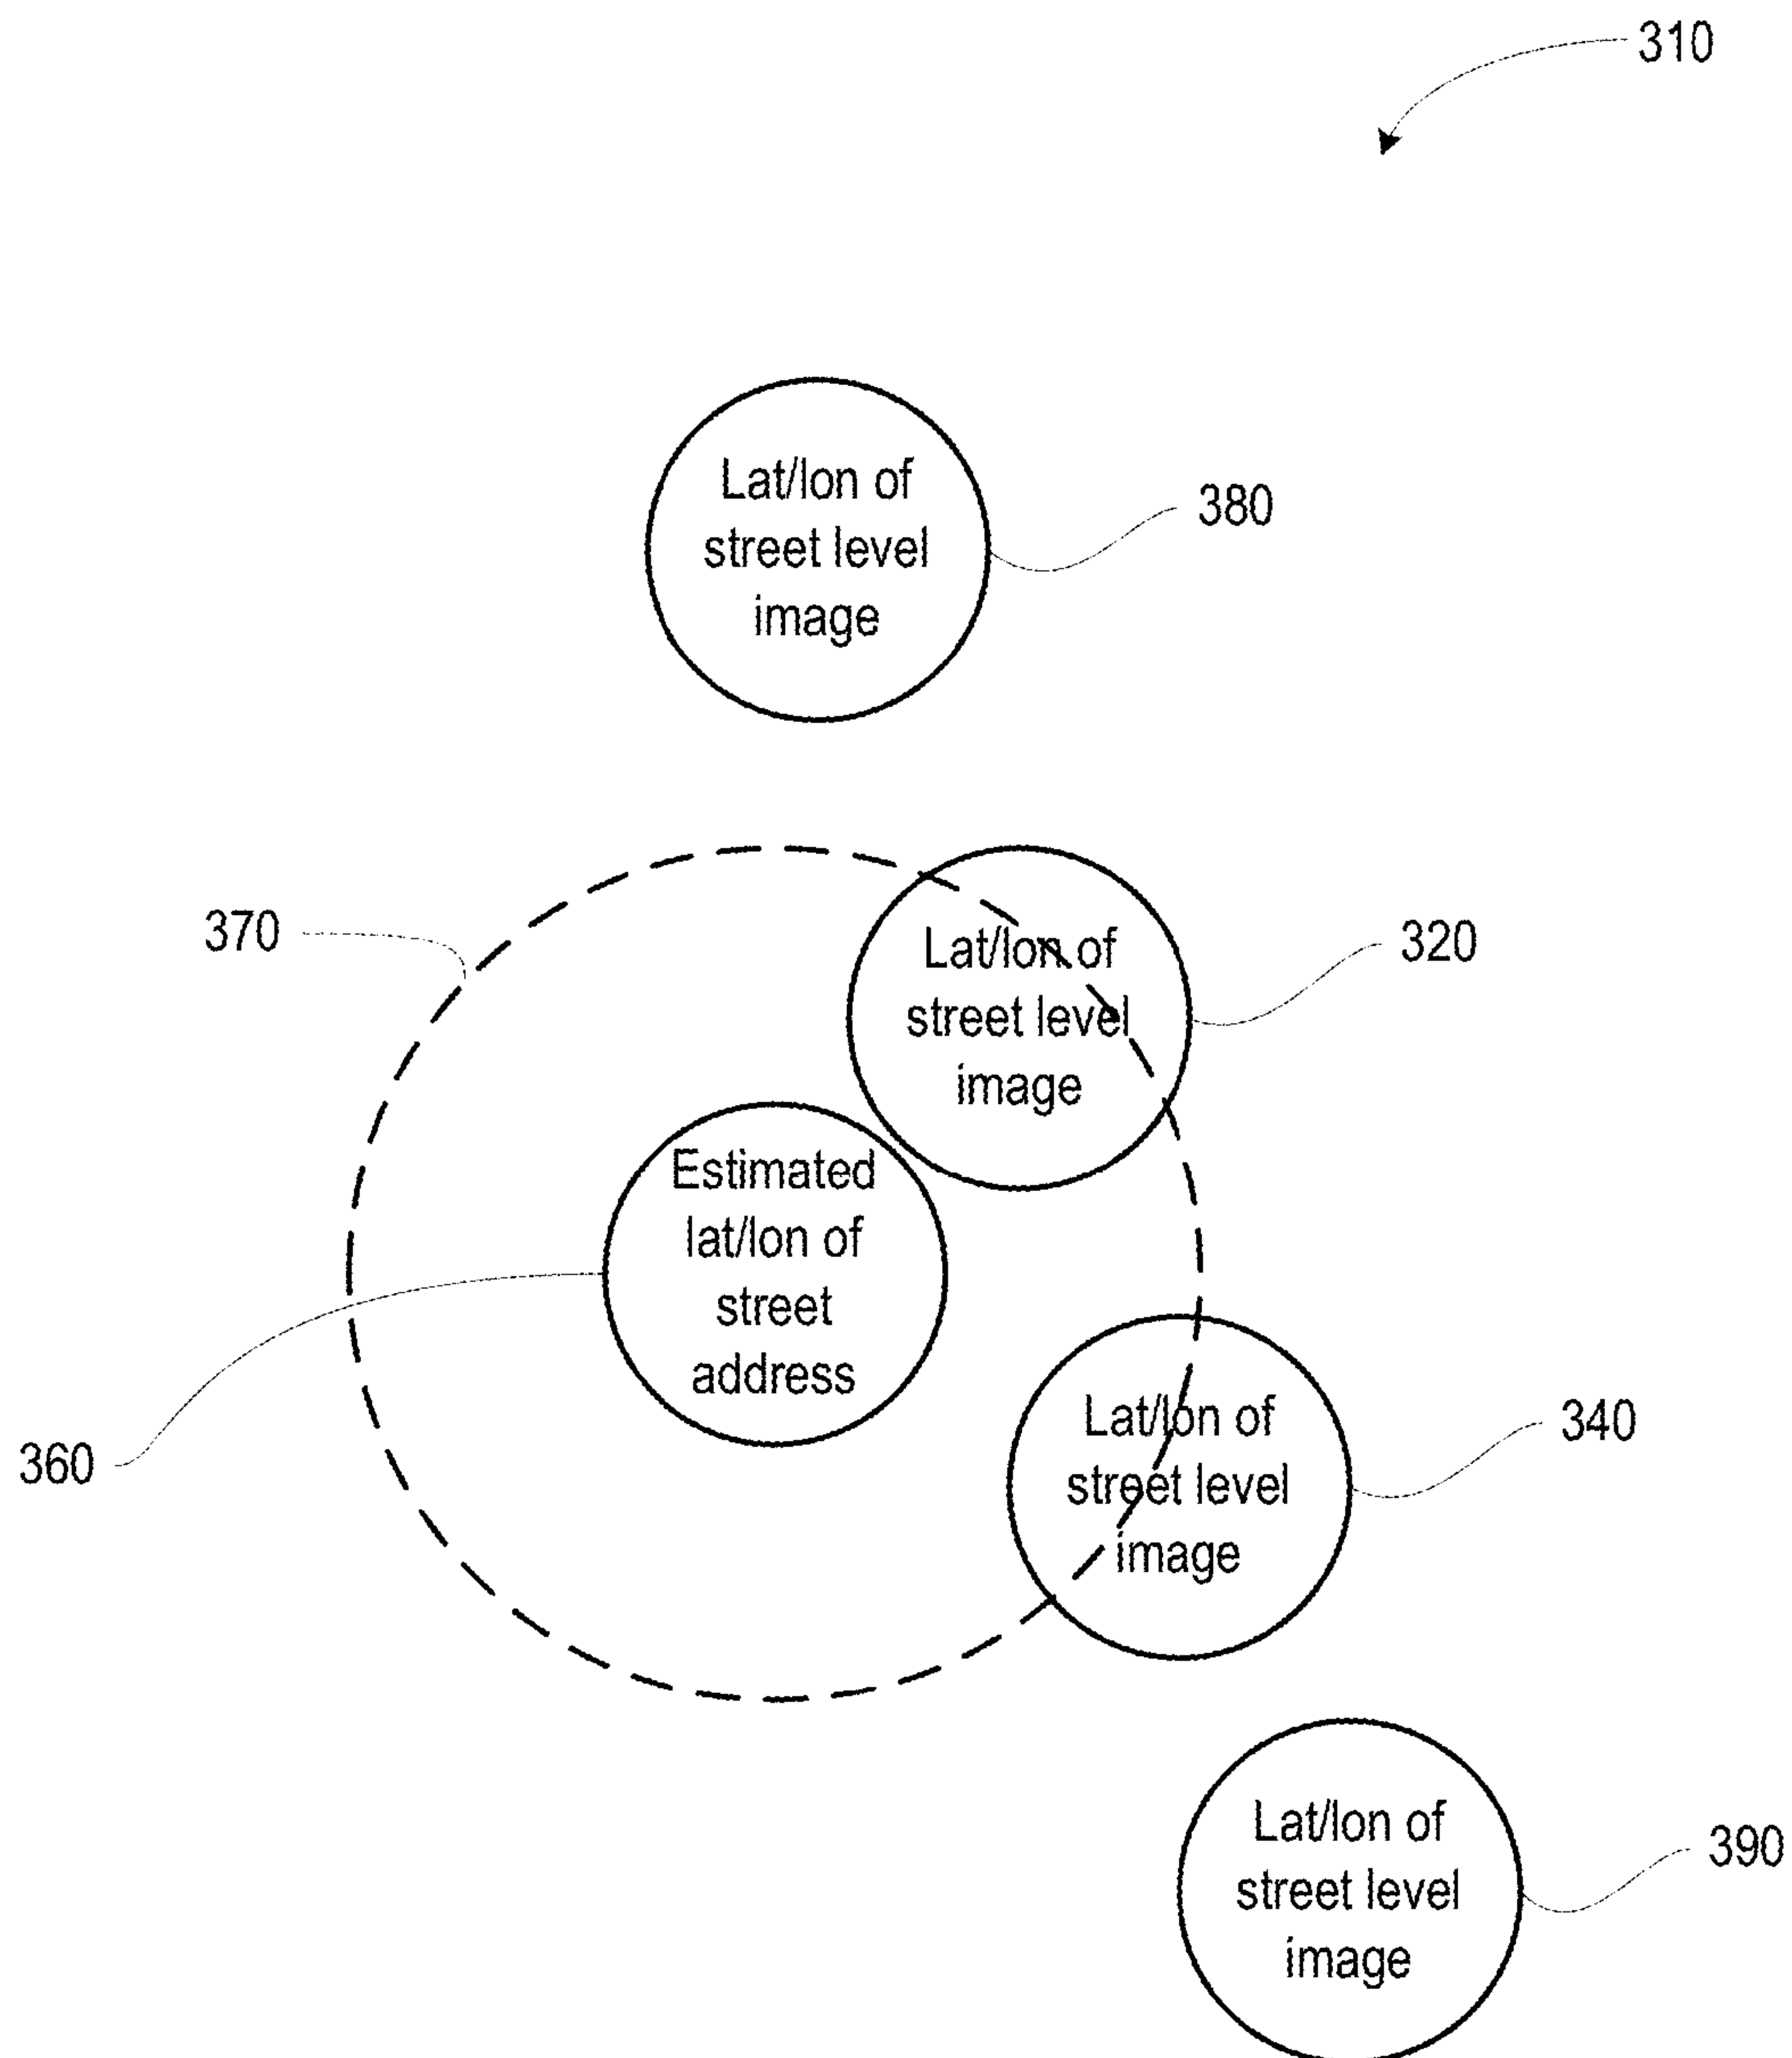 310
Lat/lon of
street level
image
380
370
Lat/lon of
street level
image
320
Estimated
lat/lon of
street
address
360
Lat/lon of
street level
image
340
Lat/lon of
street level
image
390